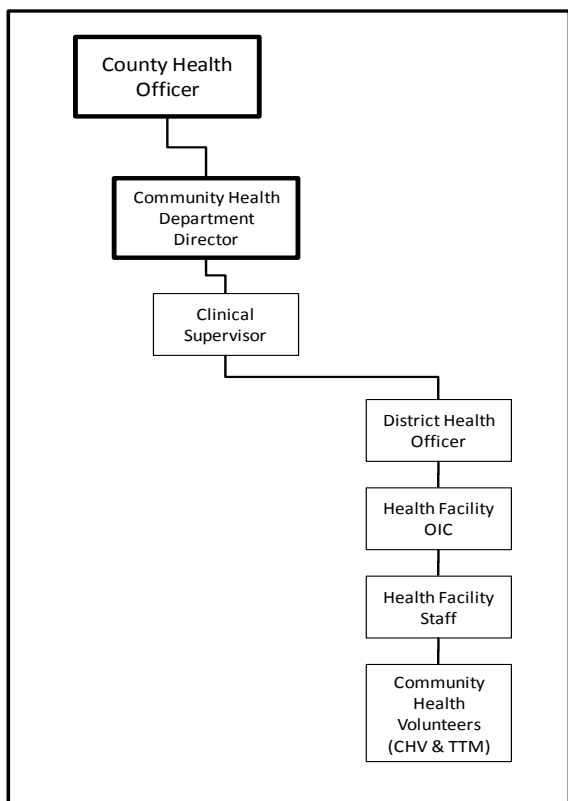 County Health
Officer
Community Health
Department
Director
Clinical
Supervisor
District Health
Officer
Health Facility
OIC
Health Facility
Staff
Community
Health
Volunteers
(CHV & TTM)